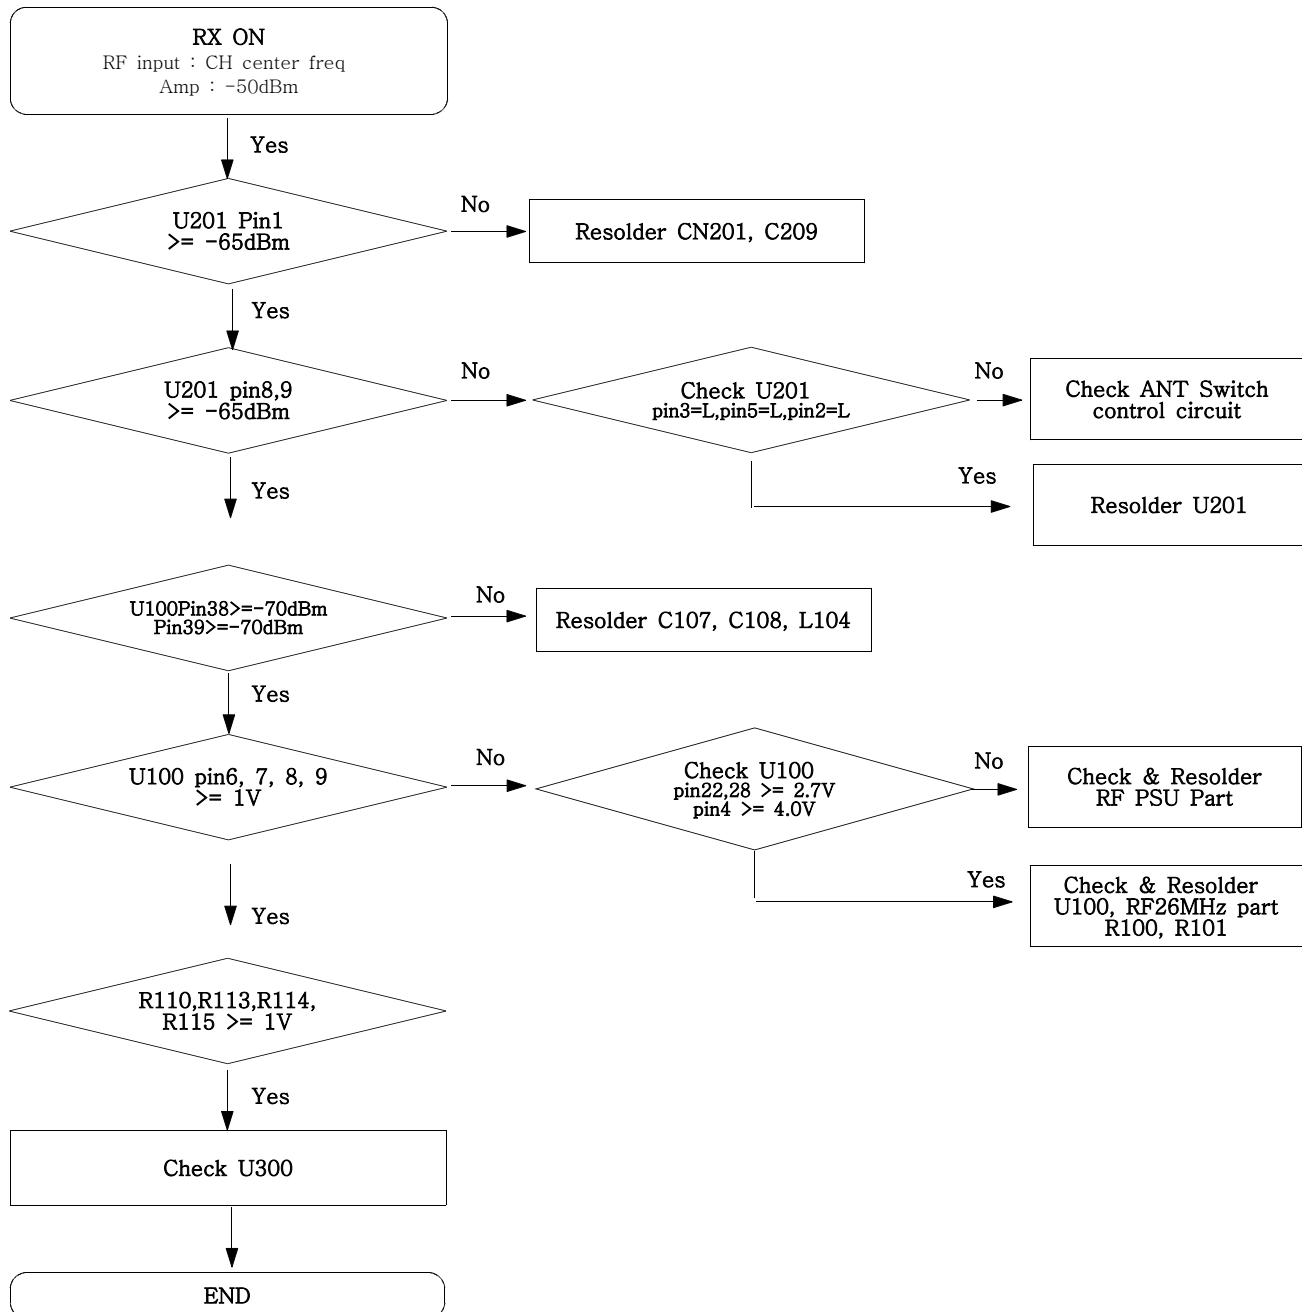 RX ON
RF input : CH center freq
Amp : -50dBm
Yes
U201 Pin1
>= -65dBm
No
Resolder CN201, C209
Yes
U201 pin8,9
>= -65dBm
No
Check U201
pin3=L,pin5=L,pin2=L
No
Check ANT Switch
control circuit
Yes
Resolder U201
Yes
U100Pin38>=-70dBm
Pin39>=-70dBm
No
Resolder C107, C108, L104
Yes
U100 pin6, 7, 8, 9
>= 1V
No
Check U100
pin22,28 >= 2.7V
pin4 >= 4.0V
No
Check & Resolder
RF PSU Part
Yes
Check & Resolder
U100, RF26MHz part
R100, R101
Yes
R110,R113,R114,
R115 >= 1V
Yes
Check U300
END